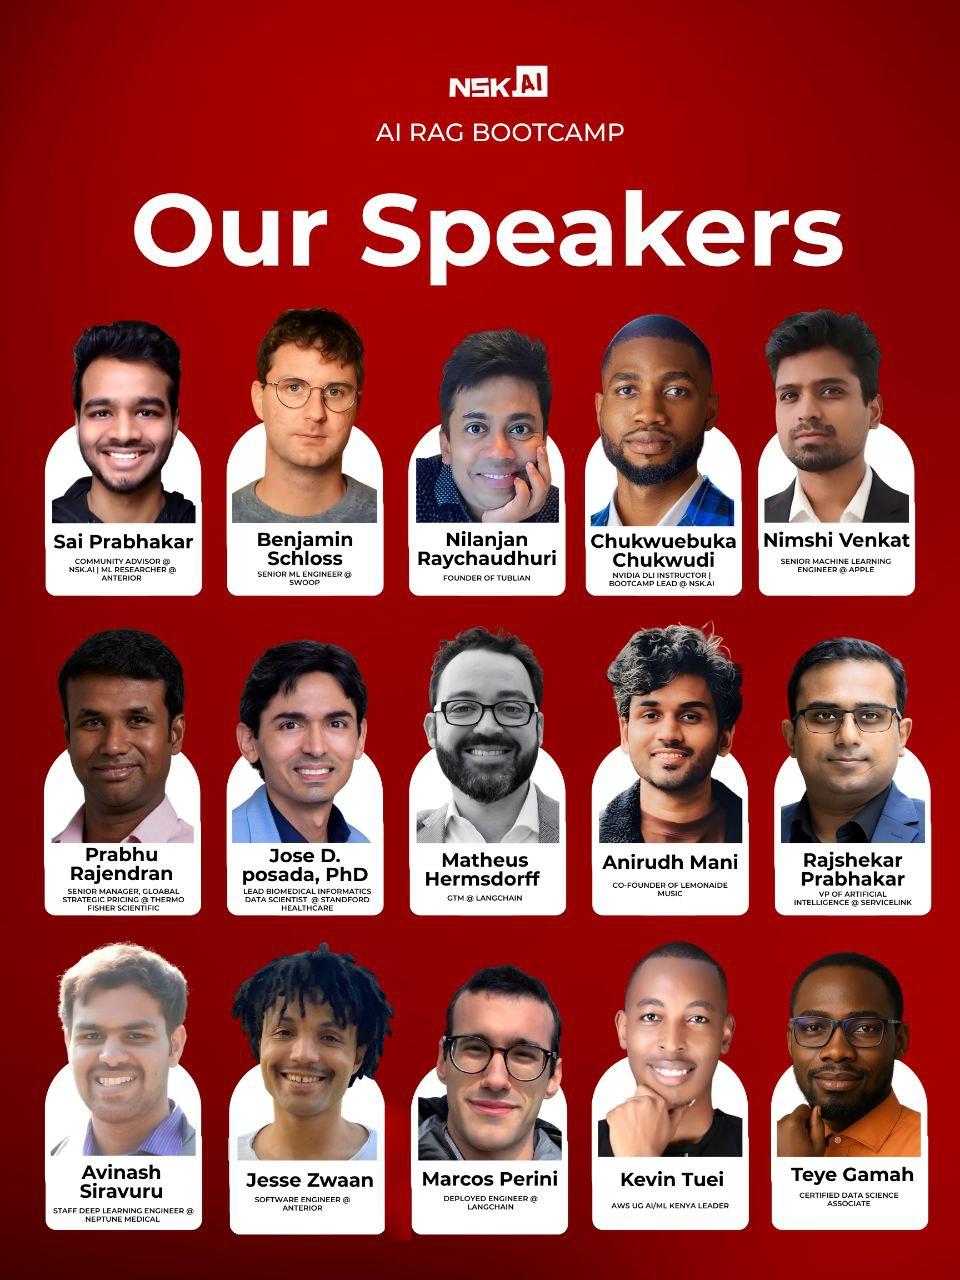 NSK AI
AI RAG BOOTCAMP
Our Speakers
Sai Prabhakar
COMMUNITY ADVISOR @
NSK.AI | ML RESEARCHER @
ANTERIOR
Benjamin
Schloss
SENIOR ML ENGINEER @
SWOOP
Nilanjan
Raychaudhuri
FOUNDER OF TUBLIAN
Chukwuebuka
Chukwudi
NVIDIA DLI INSTRUCTOR |
BOOTCAMP LEAD @ NSK.AI
Nimshi Venkat
SENIOR MACHINE LEARNING
ENGINEER @ APPLE
Prabhu
Rajendran
SENIOR MANAGER, GLOABAL
STRATEGIC PRICING @ THERMO
FISHER SCIENTIFIC
Jose D.
posada, PhD
LEAD BIOMEDICAL INFORMATICS
DATA SCIENTIST @ STANDFORD
HEALTHCARE
Matheus
Hermsdorff
GTM @ LANGCHAIN
Anirudh Mani
CO-FOUNDER OF LEMONAIDE
MUSIC
Rajshekar
Prabhakar
VP OF ARTIFICIAL
INTELLIGENCE @ SERVICELINK
Avinash
Siravuru
STAFF DEEP LEARNING ENGINEER @
NEPTUNE MEDICAL
Jesse Zwaan
SOFTWARE ENGINEER @
ANTERIOR
Marcos Perini
DEPLOYED ENGINEER @
LANGCHAIN
Kevin Tuei
AWS UG AI/ML KENYA LEADER
Teye Gamah
CERTIFIED DATA SCIENCE
ASSOCIATE